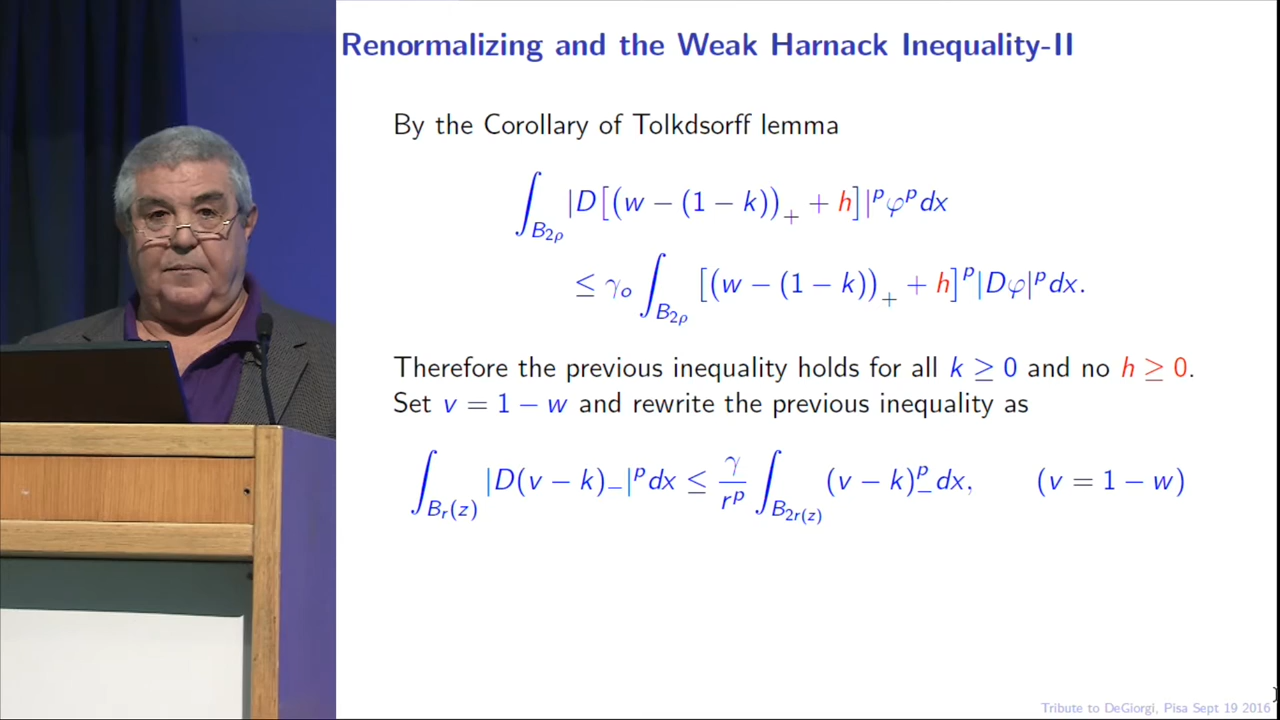 Renormalizing and the Weak Harnack Inequality-II
By the Corollary of Tolkdsorff lemma
∫_{B_{2ρ}} |D[(w − (1 − k))_+ + h]|^p φ^p dx
≤ γ_o ∫_{B_{2ρ}} [(w − (1 − k))_+ + h]^p |Dφ|^p dx.
Therefore the previous inequality holds for all k ≥ 0 and no h ≥ 0.
Set v = 1 − w and rewrite the previous inequality as
∫_{B_r(z)} |D(v − k)_−|^p dx ≤ γ/r^p ∫_{B_{2r(z)}} (v − k)_−^p dx, (v = 1 − w)
Tribute to DeGiorgi, Pisa Sept 19 2016